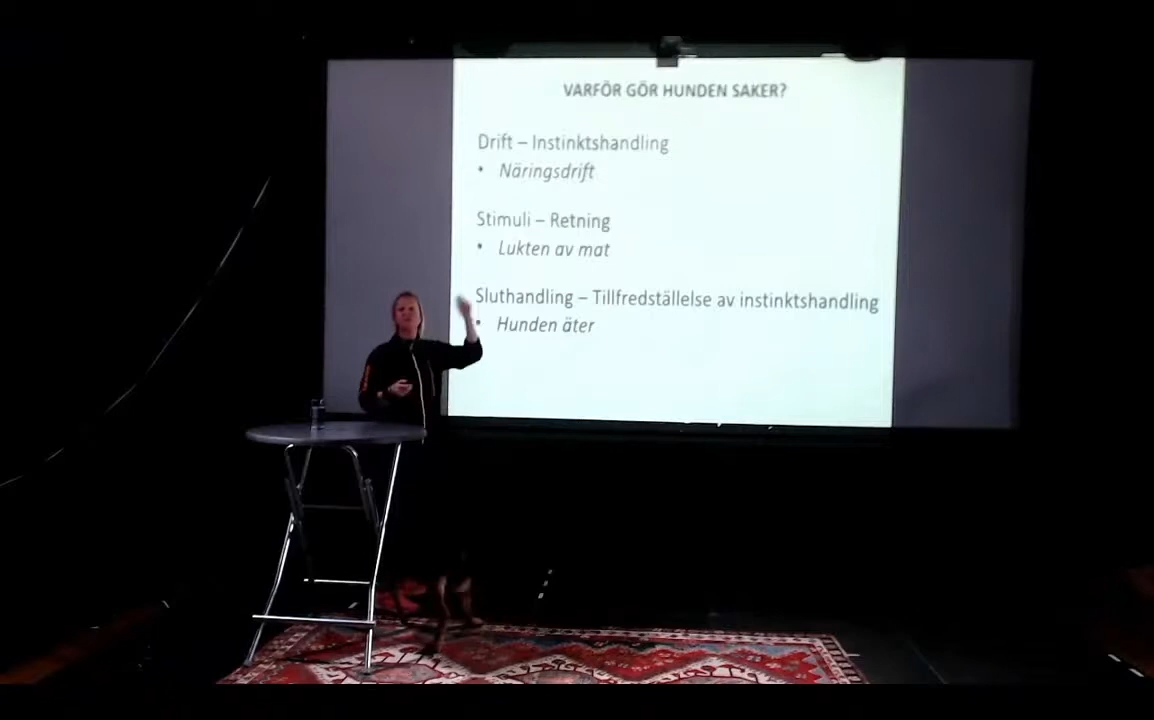 VARFÖR GÖR HUNDEN SAKER?
Drift – Instinktshandling
• Näringsdrift
Stimuli – Retning
• Lukten av mat
Sluthandling – Tillfredställelse av instinktshandling
• Hunden äter